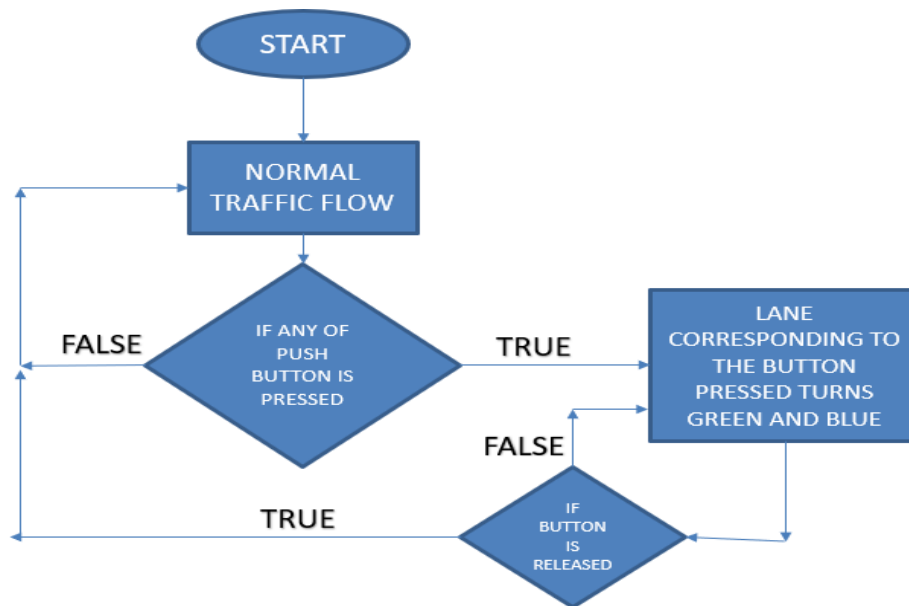 START
NORMAL
TRAFFIC FLOW
IF ANY OF
PUSH
BUTTON IS
PRESSED
FALSE
TRUE
LANE
CORRESPONDING TO
THE BUTTON
PRESSED TURNS
GREEN AND BLUE
FALSE
IF
BUTTON
IS
RELEASED
TRUE